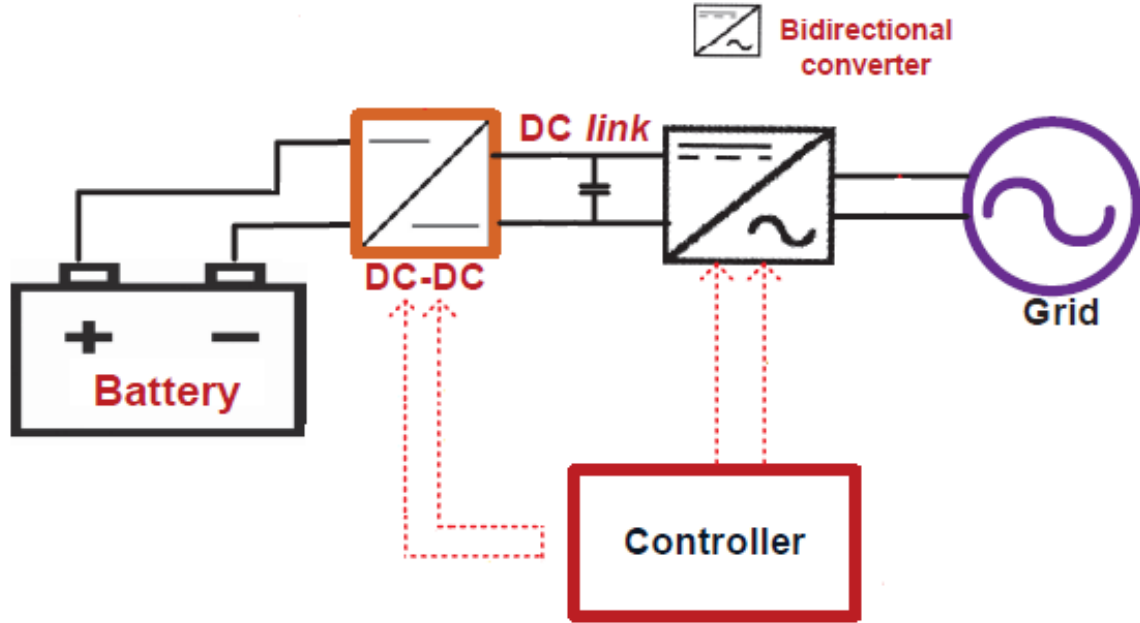 Bidirectional
converter
DC link
DC-DC
+ −
Battery
Grid
Controller